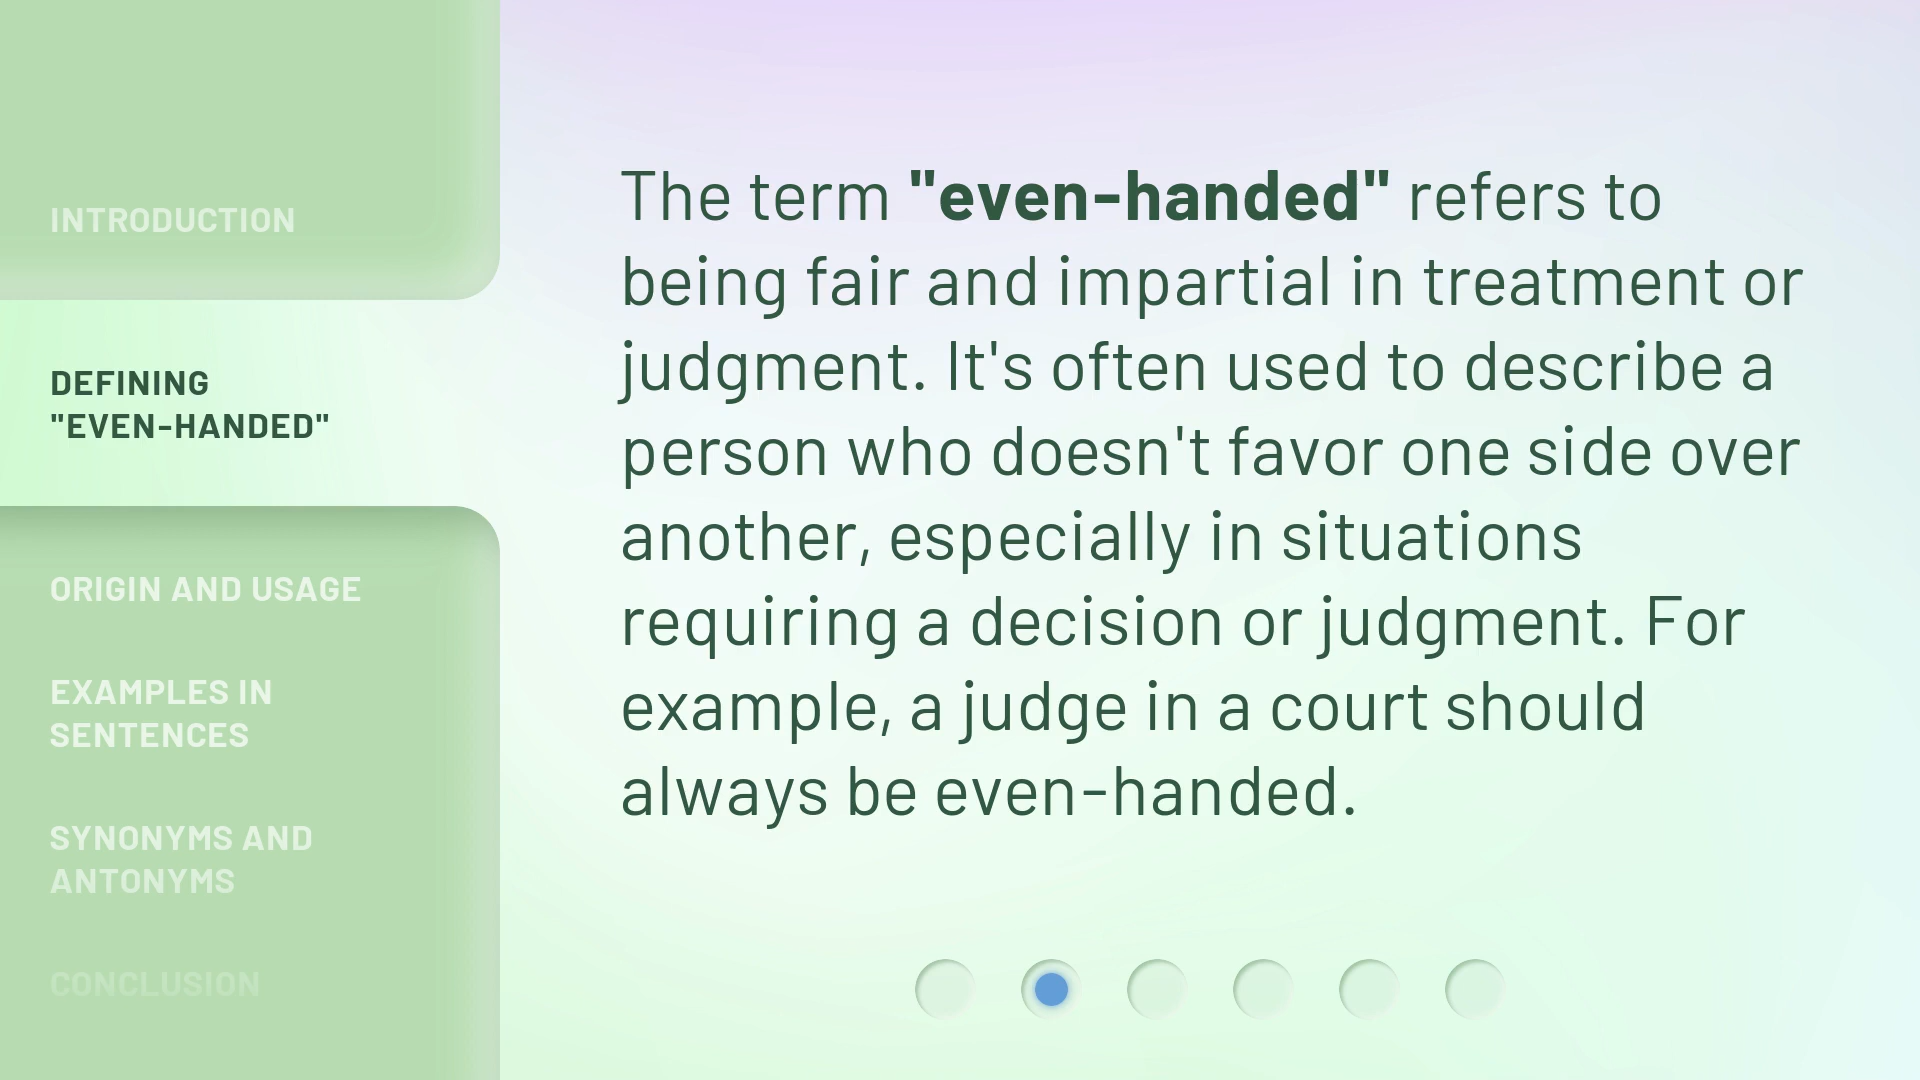 INTRODUCTION
DEFINING
"EVEN-HANDED"
ORIGIN AND USAGE
EXAMPLES IN
SENTENCES
SYNONYMS AND
ANTONYMS
CONCLUSION
The term "even-handed" refers to
being fair and impartial in treatment or
judgment. It's often used to describe a
person who doesn't favor one side over
another, especially in situations
requiring a decision or judgment. For
example, a judge in a court should
always be even-handed.